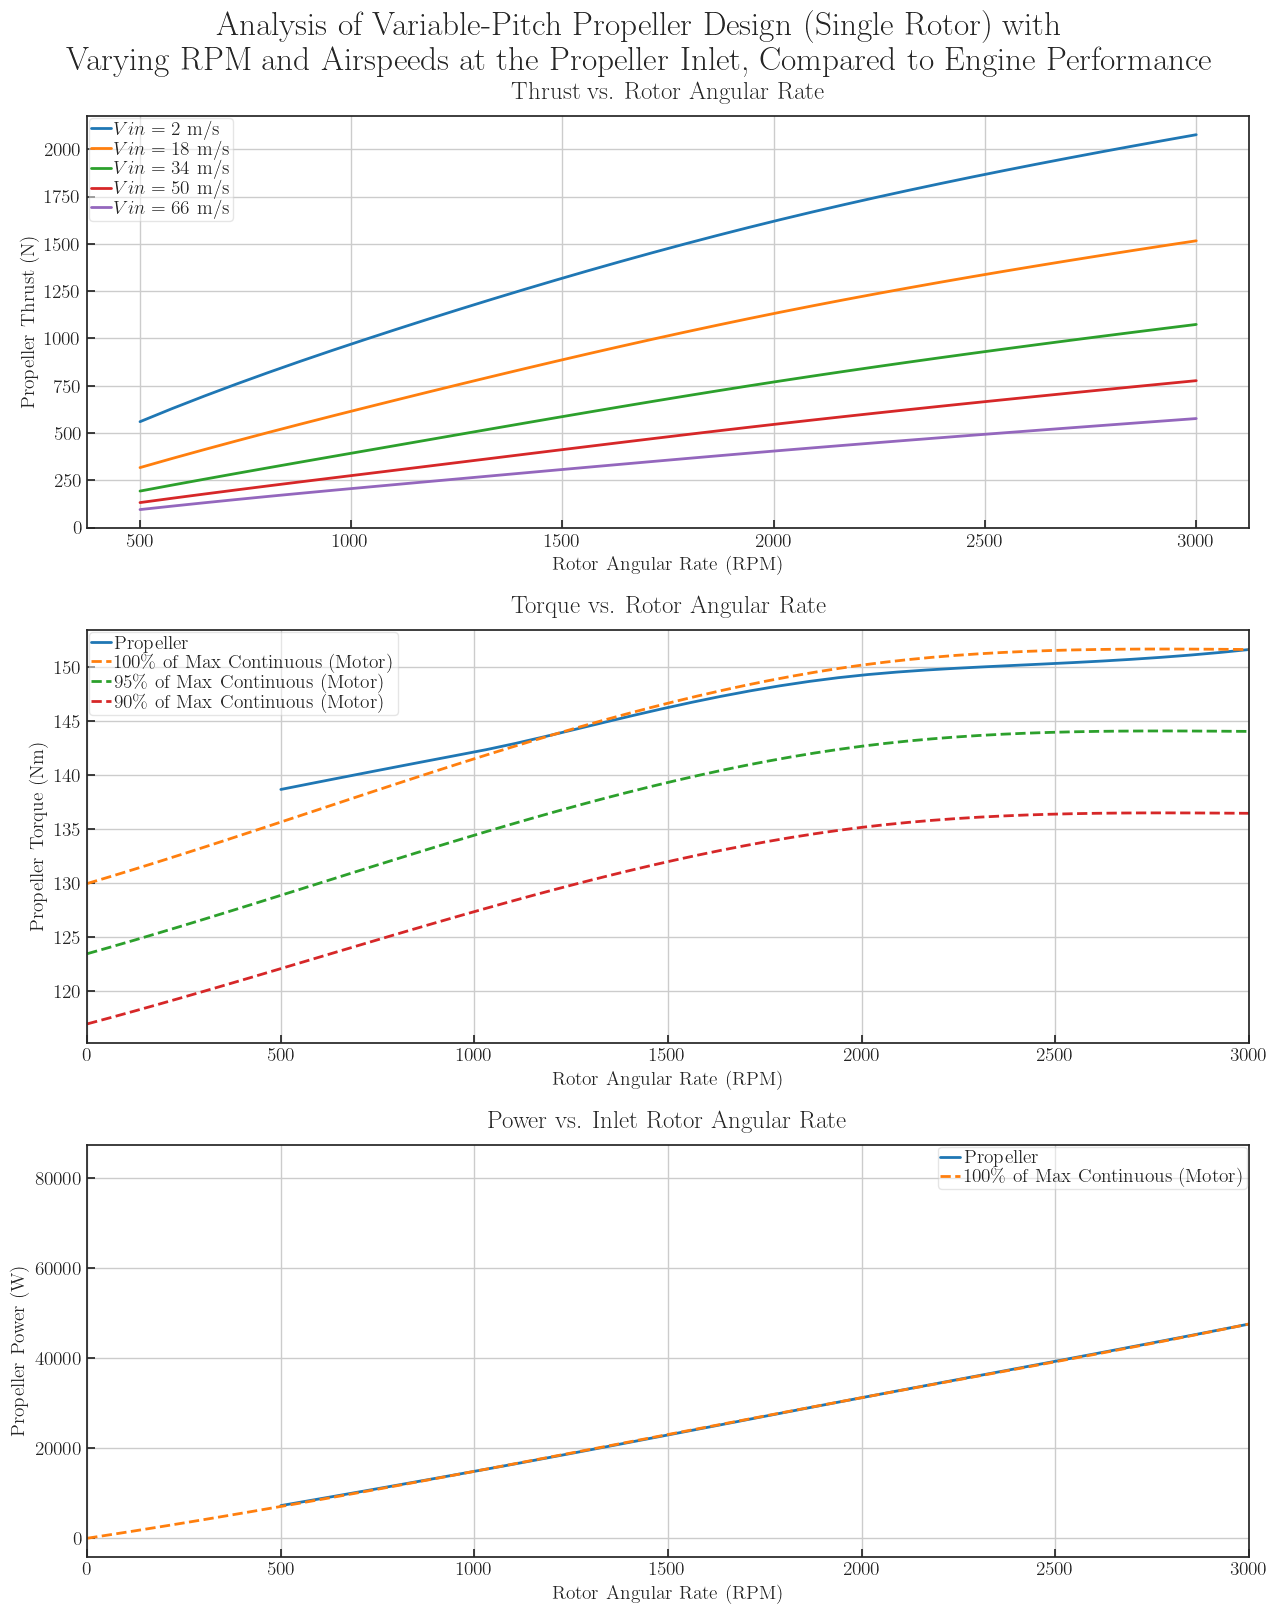 Analysis of Variable-Pitch Propeller Design (Single Rotor) with
Varying RPM and Airspeeds at the Propeller Inlet, Compared to Engine Performance
Thrust vs. Rotor Angular Rate
Vin = 2 m/s
Vin = 18 m/s
Vin = 34 m/s
Vin = 50 m/s
Vin = 66 m/s
2000
1750
1500
1250
1000
750
500
250
0
Propeller Thrust (N)
500 1000 1500 2000 2500 3000
Rotor Angular Rate (RPM)
Torque vs. Rotor Angular Rate
Propeller
100% of Max Continuous (Motor)
95% of Max Continuous (Motor)
90% of Max Continuous (Motor)
150
145
140
135
130
125
120
Propeller Torque (Nm)
0 500 1000 1500 2000 2500 3000
Rotor Angular Rate (RPM)
Power vs. Inlet Rotor Angular Rate
Propeller
100% of Max Continuous (Motor)
80000
60000
40000
20000
0
Propeller Power (W)
0 500 1000 1500 2000 2500 3000
Rotor Angular Rate (RPM)